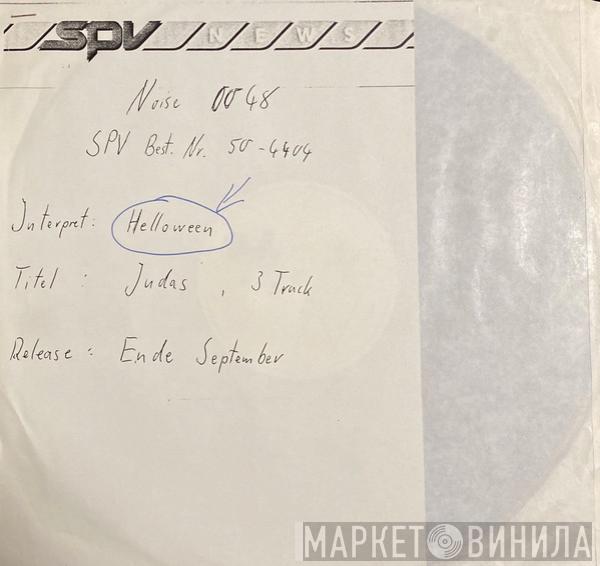 spv NEWS
Noise 0048
SPV Best. Nr. 50-4404
Interpret: Helloween
Titel : Judas , 3 Track
Release : Ende September
МАРКЕТ ВИНИЛА